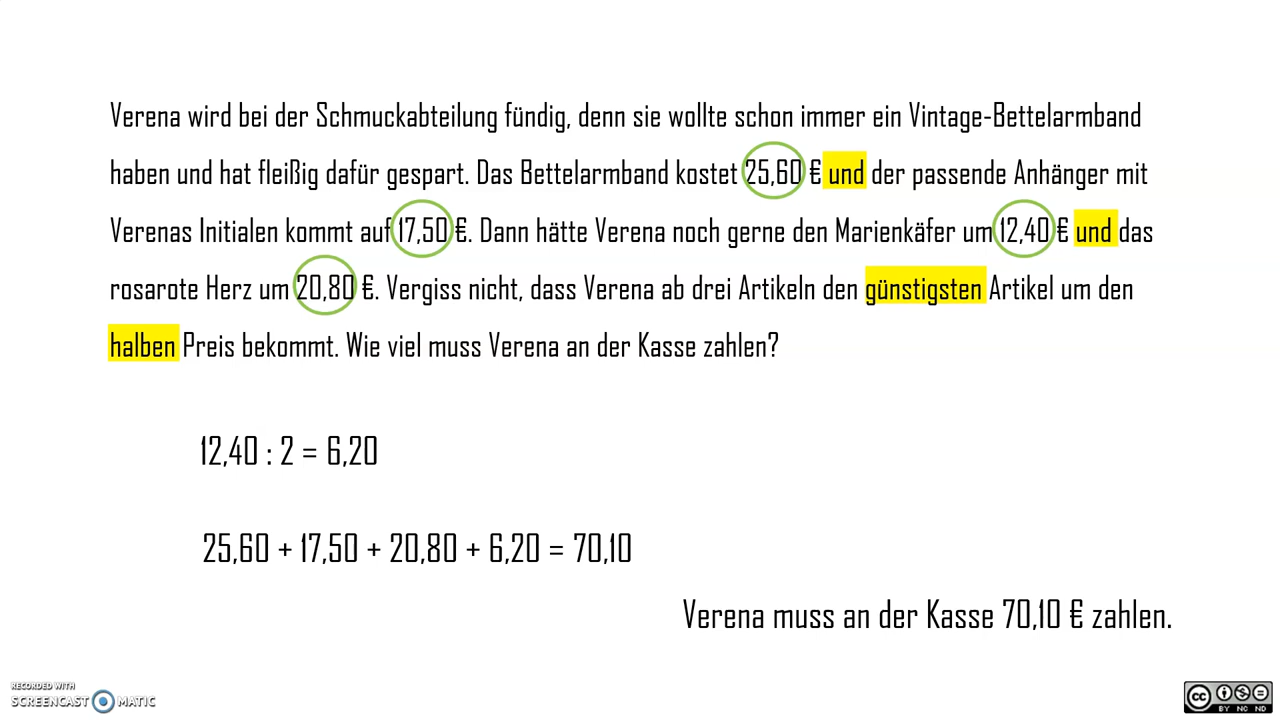 Verena wird bei der Schmuckabteilung fündig, denn sie wollte schon immer ein Vintage-Bettelarmband
haben und hat fleißig dafür gespart. Das Bettelarmband kostet 25,60 € und der passende Anhänger mit
Verenas Initialen kommt auf 17,50 €. Dann hätte Verena noch gerne den Marienkäfer um 12,40 € und das
rosarote Herz um 20,80 €. Vergiss nicht, dass Verena ab drei Artikeln den günstigsten Artikel um den
halben Preis bekommt. Wie viel muss Verena an der Kasse zahlen?
12,40 : 2 = 6,20
25,60 + 17,50 + 20,80 + 6,20 = 70,10
Verena muss an der Kasse 70,10 € zahlen.
RECORDED WITH
SCREENCAST MATIC
cc
BY NC ND